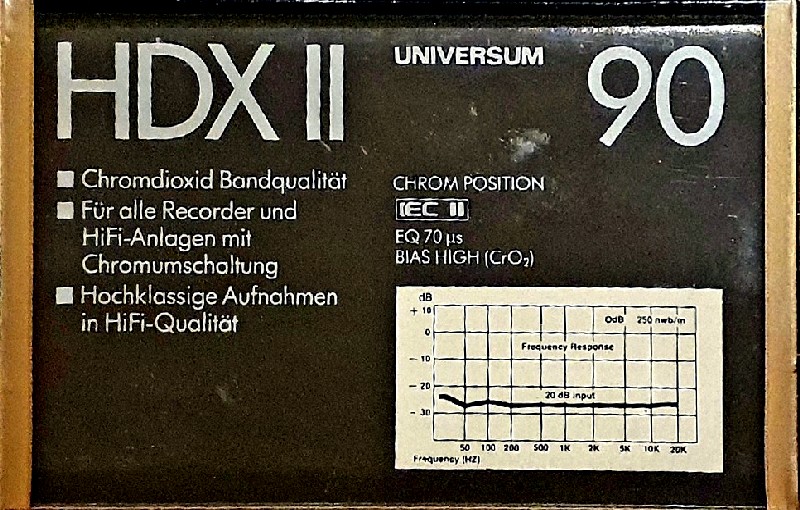 HDX II
UNIVERSUM
90
Chromdioxid Bandqualität
Für alle Recorder und
HiFi-Anlagen mit
Chromumschaltung
Hochklassige Aufnahmen
in HiFi-Qualität
CHROM POSITION
IEC II
EQ 70 µs
BIAS HIGH (CrO₂)
dB
+ 10
0
- 10
- 20
- 30
0dB 250 nwb/m
Frequency Response
20 dB input
50 100 200 500 1K 2K 5K 10K 20K
Frequency (HZ)